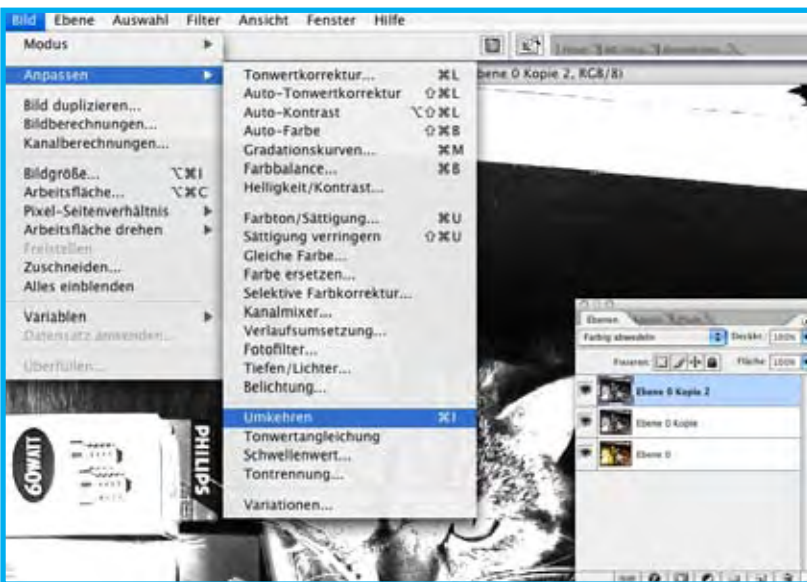 Bild Ebene Auswahl Filter Ansicht Fenster Hilfe
Modus
Anpassen
Bild duplizieren...
Bildberechnungen...
Kanalberechnungen...
Bildgröße... ⌥⌘I
Arbeitsfläche... ⌥⌘C
Pixel-Seitenverhältnis
Arbeitsfläche drehen
Freistellen
Zuschneiden...
Alles einblenden
Variablen
Datensatz anwenden...
Überfüllen...
Tonwertkorrektur... ⌘L
Auto-Tonwertkorrektur ⇧⌘L
Auto-Kontrast ⌥⇧⌘L
Auto-Farbe ⇧⌘B
Gradationskurven... ⌘M
Farbbalance... ⌘B
Helligkeit/Kontrast...
Farbton/Sättigung... ⌘U
Sättigung verringern ⇧⌘U
Gleiche Farbe...
Farbe ersetzen...
Selektive Farbkorrektur...
Kanalmixer...
Verlaufsumsetzung...
Fotofilter...
Tiefen/Lichter...
Belichtung...
Umkehren ⌘I
Tonwertangleichung
Schwellenwert...
Tontrennung...
Variationen...
bene 0 Kopie 2, RGB/8)
Ebenen
Farbig abwedeln Deckkr.: 100%
Fixieren: Fläche: 100%
Ebene 0 Kopie 2
Ebene 0 Kopie
Ebene 0
60WATT
PHILIPS